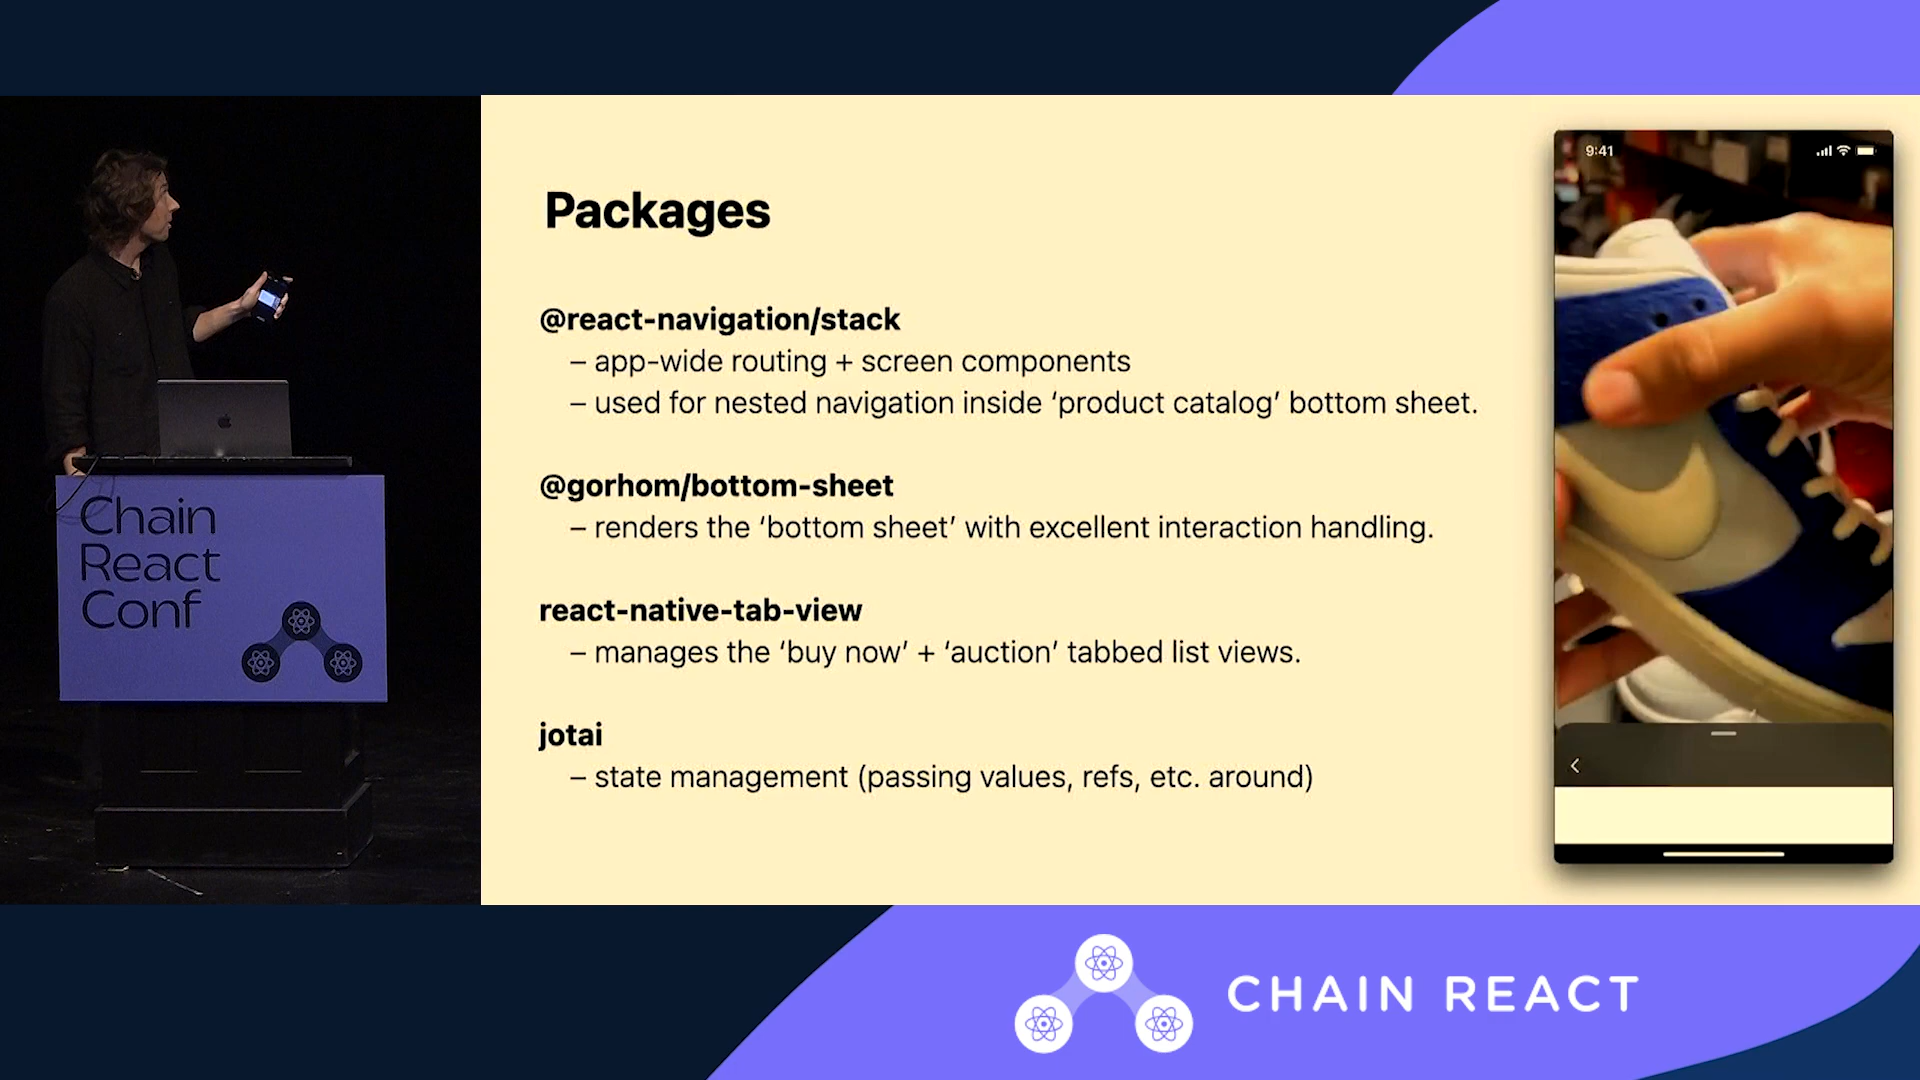 Packages
@react-navigation/stack
– app-wide routing + screen components
– used for nested navigation inside ‘product catalog’ bottom sheet.
@gorhom/bottom-sheet
– renders the ‘bottom sheet’ with excellent interaction handling.
react-native-tab-view
– manages the ‘buy now’ + ‘auction’ tabbed list views.
jotai
– state management (passing values, refs, etc. around)
9:41
Chain
React
Conf
CHAIN REACT